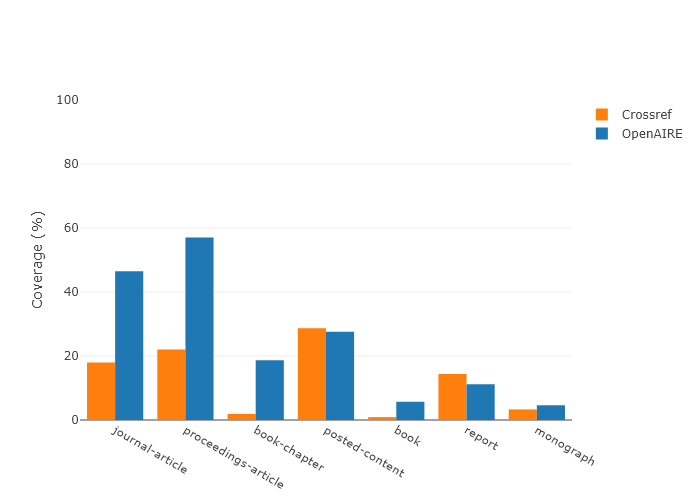 100
80
60
40
20
0
Coverage (%)
journal-article
proceedings-article
book-chapter
posted-content
book
report
monograph
Crossref
OpenAIRE